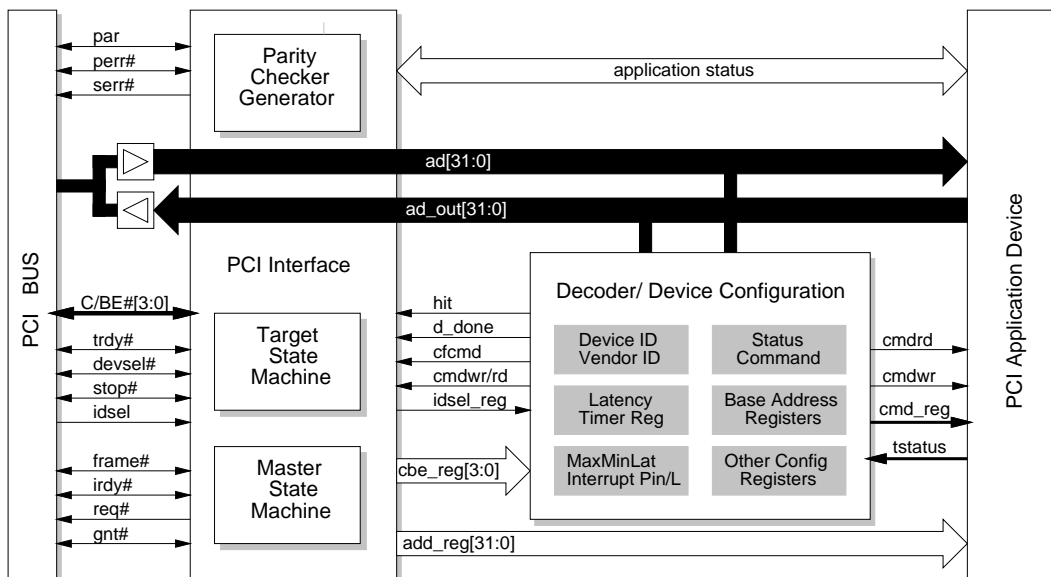 PCI BUS
par
perr#
serr#
C/BE#[3:0]
trdy#
devsel#
stop#
idsel
frame#
irdy#
req#
gnt#
Parity
Checker
Generator
PCI Interface
Target
State
Machine
Master
State
Machine
application status
ad[31:0]
ad_out[31:0]
hit
d_done
cfcmd
cmdwr/rd
idsel_reg
cbe_reg[3:0]
add_reg[31:0]
Decoder/ Device Configuration
Device ID
Vendor ID
Status
Command
Latency
Timer Reg
Base Address
Registers
MaxMinLat
Interrupt Pin/L
Other Config
Registers
cmdrd
cmdwr
cmd_reg
tstatus
PCI Application Device